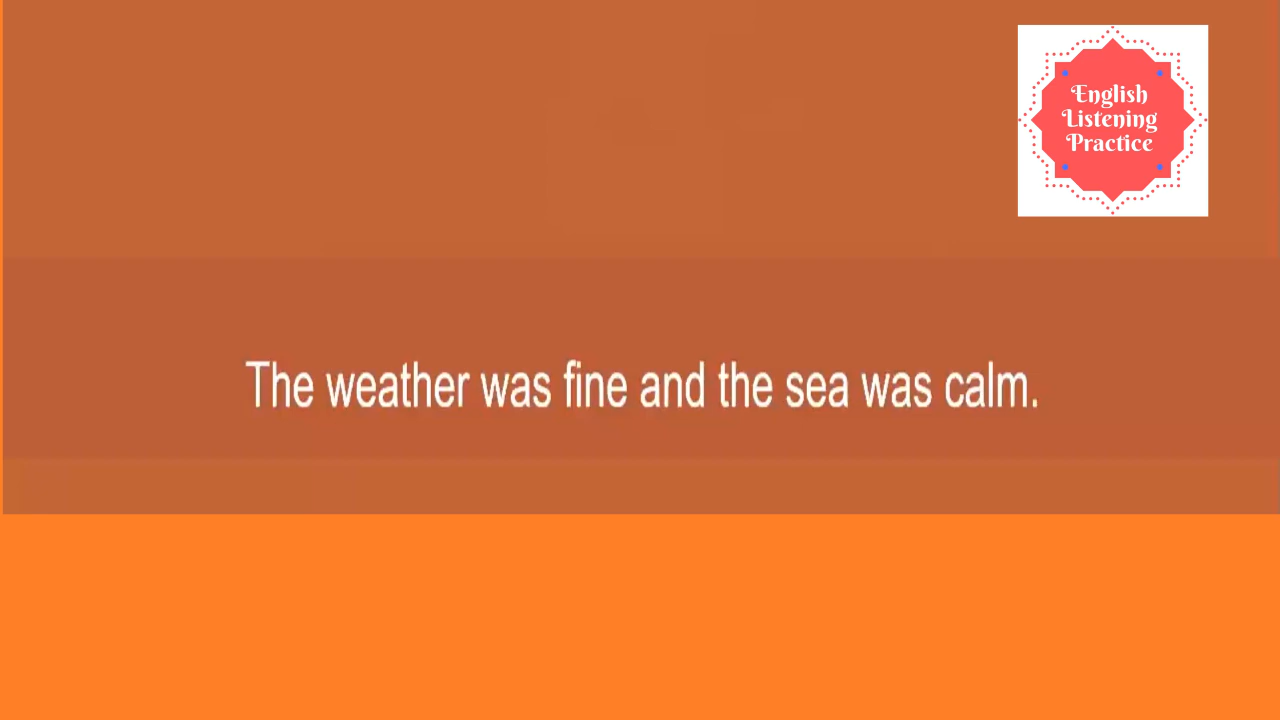 English
Listening
Practice
The weather was fine and the sea was calm.